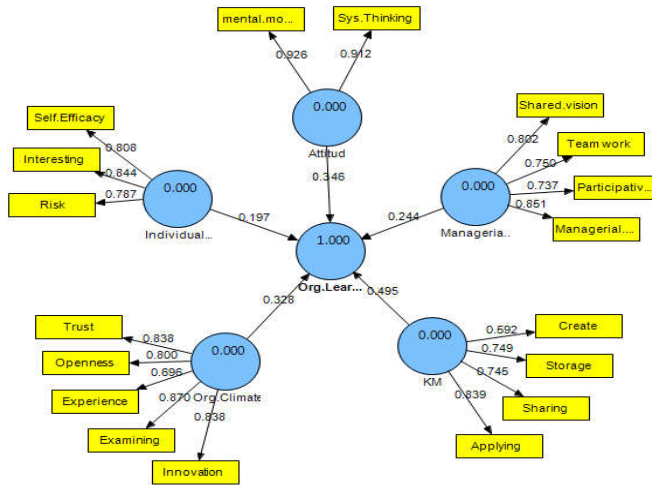 mental.mo...
Sys.Thinking
0.926
0.912
0.000
Attitud
0.346
Self.Efficacy
Interesting
Risk
0.808
0.844
0.787
0.000
Individual...
0.197
Shared.vision
Team work
Participativ...
Managerial....
0.802
0.750
0.737
0.851
0.000
Manageria..
0.244
1.000
Org.Lear...
Trust
Openness
Experience
Examining
Innovation
0.838
0.800
0.696
0.870
0.838
0.000
Org.Climate
0.328
0.495
0.000
KM
0.592
0.749
0.745
0.839
Create
Storage
Sharing
Applying